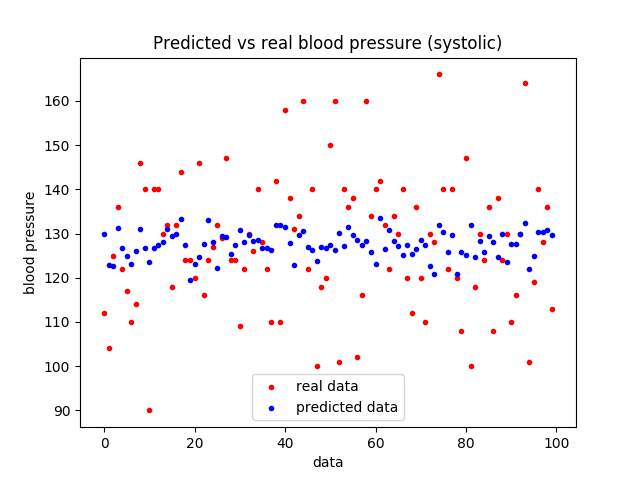 Predicted vs real blood pressure (systolic)
160
150
140
130
120
110
100
90
blood pressure
real data
predicted data
0
20
40
60
80
100
data